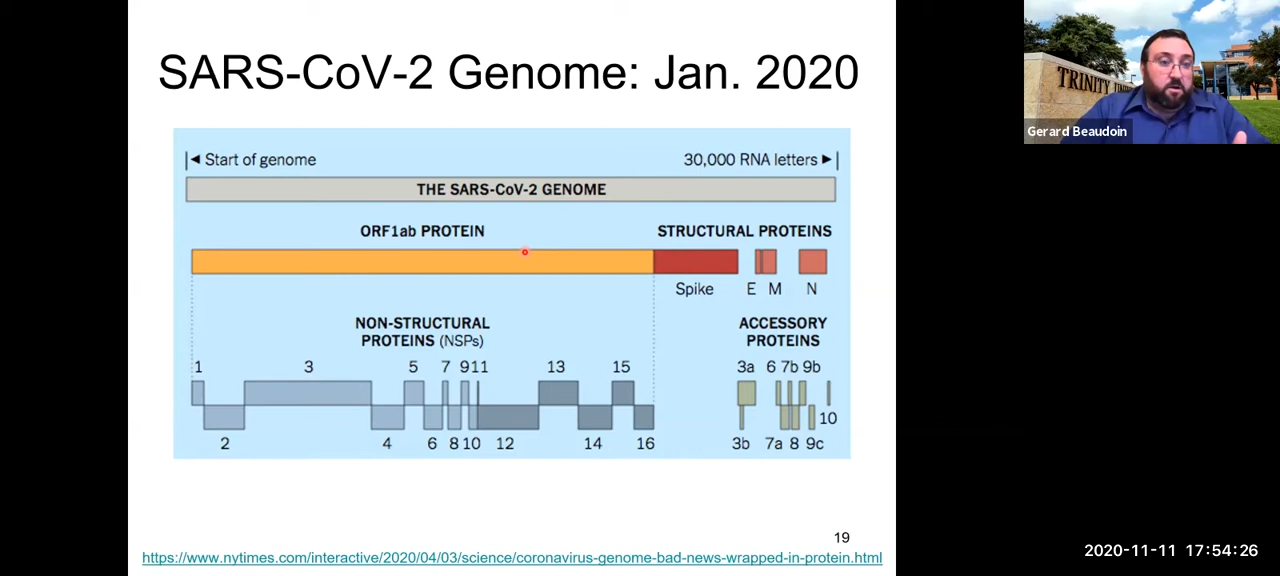 SARS-CoV-2 Genome: Jan. 2020
Start of genome
30,000 RNA letters
THE SARS-CoV-2 GENOME
ORF1ab PROTEIN
STRUCTURAL PROTEINS
Spike
E
M
N
NON-STRUCTURAL
PROTEINS (NSPs)
ACCESSORY
PROTEINS
1
3
5
7
9
11
13
15
2
4
6
8
10
12
14
16
3a
6
7b
9b
10
3b
7a
8
9c
19
https://www.nytimes.com/interactive/2020/04/03/science/coronavirus-genome-bad-news-wrapped-in-protein.html
TRINITY
Gerard Beaudoin
2020-11-11 17:54:26